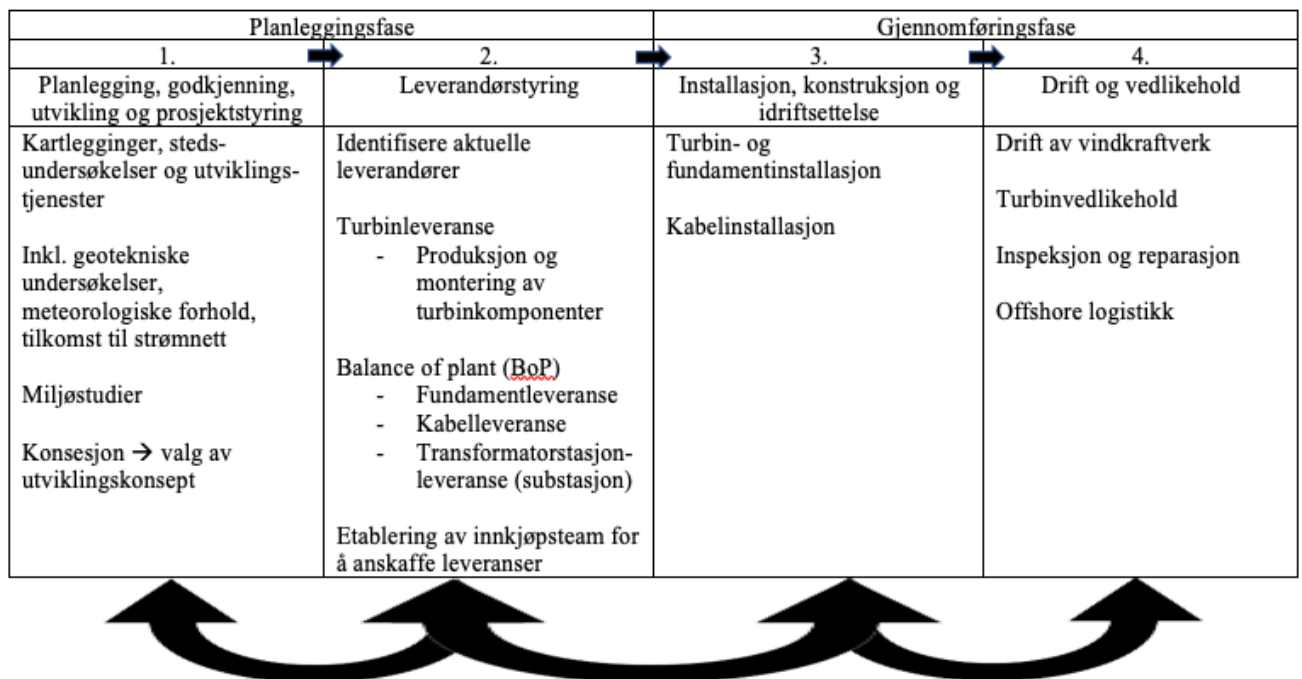 Planleggingsfase
Gjennomføringsfase
1.
2.
3.
4.
Planlegging, godkjenning,
utvikling og prosjektstyring
Leverandørstyring
Installasjon, konstruksjon og
idriftsettelse
Drift og vedlikehold
Kartlegginger, steds-
undersøkelser og utviklings-
tjenester
Inkl. geotekniske
undersøkelser,
meteorologiske forhold,
tilkomst til strømnett
Miljøstudier
Konsesjon → valg av
utviklingskonsept
Identifisere aktuelle
leverandører
Turbinleveranse
- Produksjon og
montering av
turbinkomponenter
Balance of plant (BoP)
- Fundamentleveranse
- Kabelleveranse
- Transformatorstasjon-
leveranse (substasjon)
Etablering av innkjøpsteam for
å anskaffe leveranser
Turbin- og
fundamentinstallasjon
Kabelinstallasjon
Drift av vindkraftverk
Turbinvedlikehold
Inspeksjon og reparasjon
Offshore logistikk